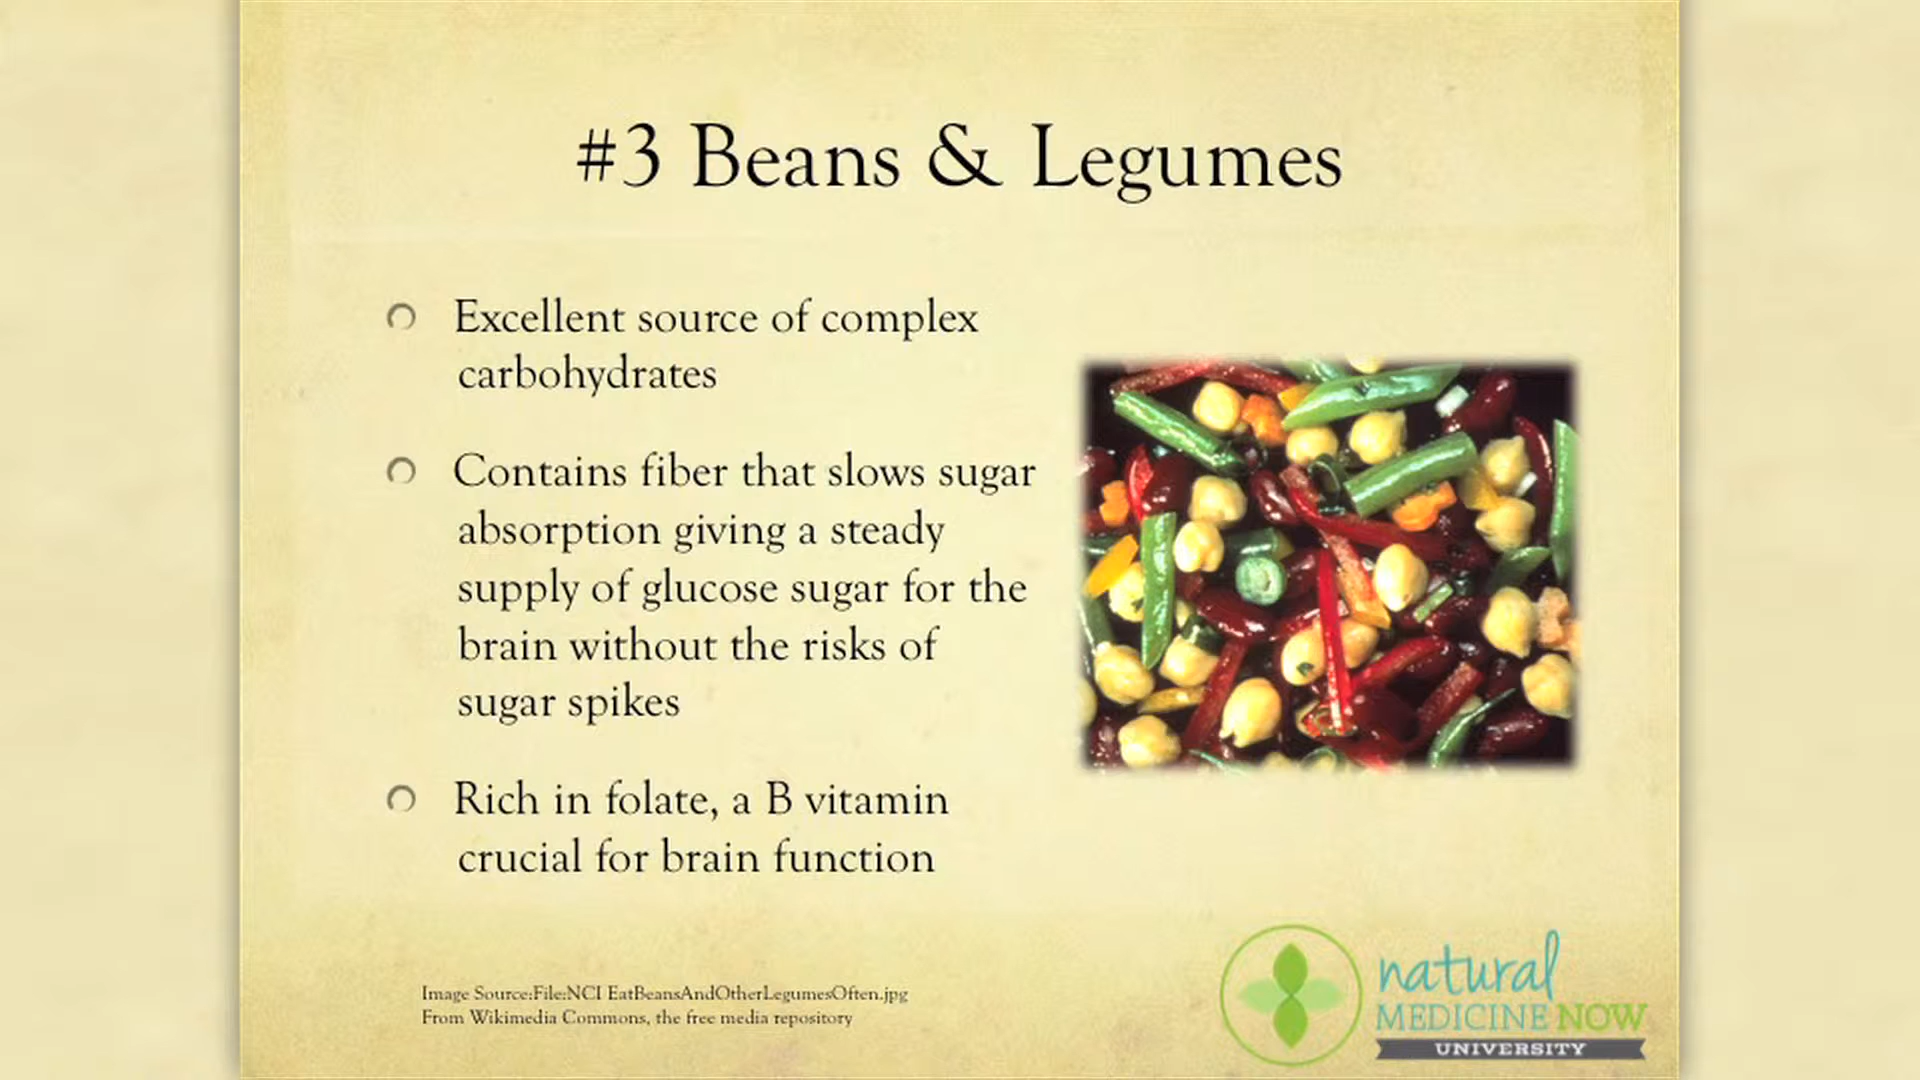 #3 Beans & Legumes
Excellent source of complex
carbohydrates
Contains fiber that slows sugar
absorption giving a steady
supply of glucose sugar for the
brain without the risks of
sugar spikes
Rich in folate, a B vitamin
crucial for brain function
Image Source:File:NCI EatBeansAndOtherLegumesOften.jpg
From Wikimedia Commons, the free media repository
natural
MEDICINE NOW
UNIVERSITY